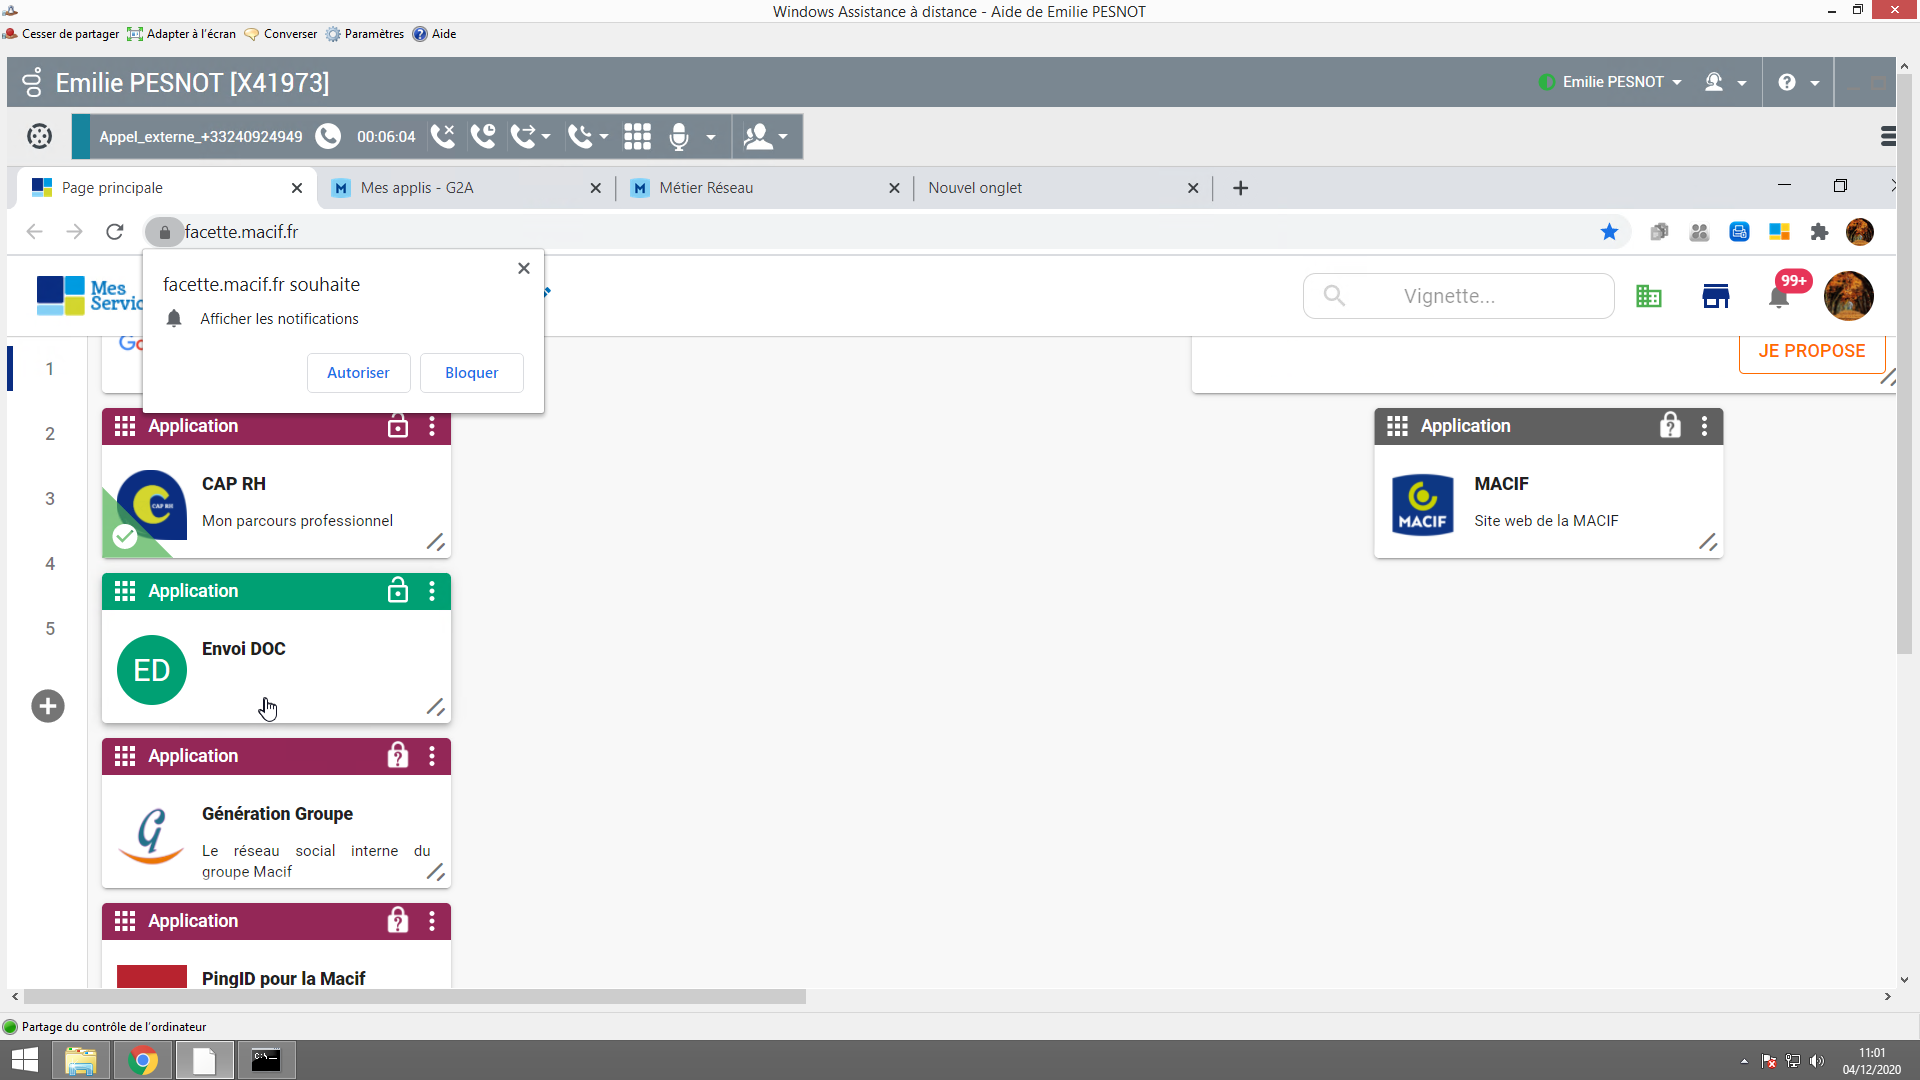 Windows Assistance à distance - Aide de Emilie PESNOT
Cesser de partager Adapter à l'écran Converser Paramètres Aide
Emilie PESNOT [X41973]
Emilie PESNOT
Appel_externe_+33240924949 00:06:04
Page principale Mes applis - G2A Métier Réseau Nouvel onglet
facette.macif.fr
facette.macif.fr souhaite
Afficher les notifications
Autoriser Bloquer
Mes
Servic
Vignette...
99+
Go
JE PROPOSE
1
2
3
4
5
Application
CAP RH
CAP RH
Mon parcours professionnel
Application
MACIF
MACIF
Site web de la MACIF
Application
ED
Envoi DOC
Application
Génération Groupe
Le réseau social interne du
groupe Macif
Application
PingID pour la Macif
Partage du contrôle de l'ordinateur
C:\
11:01
04/12/2020